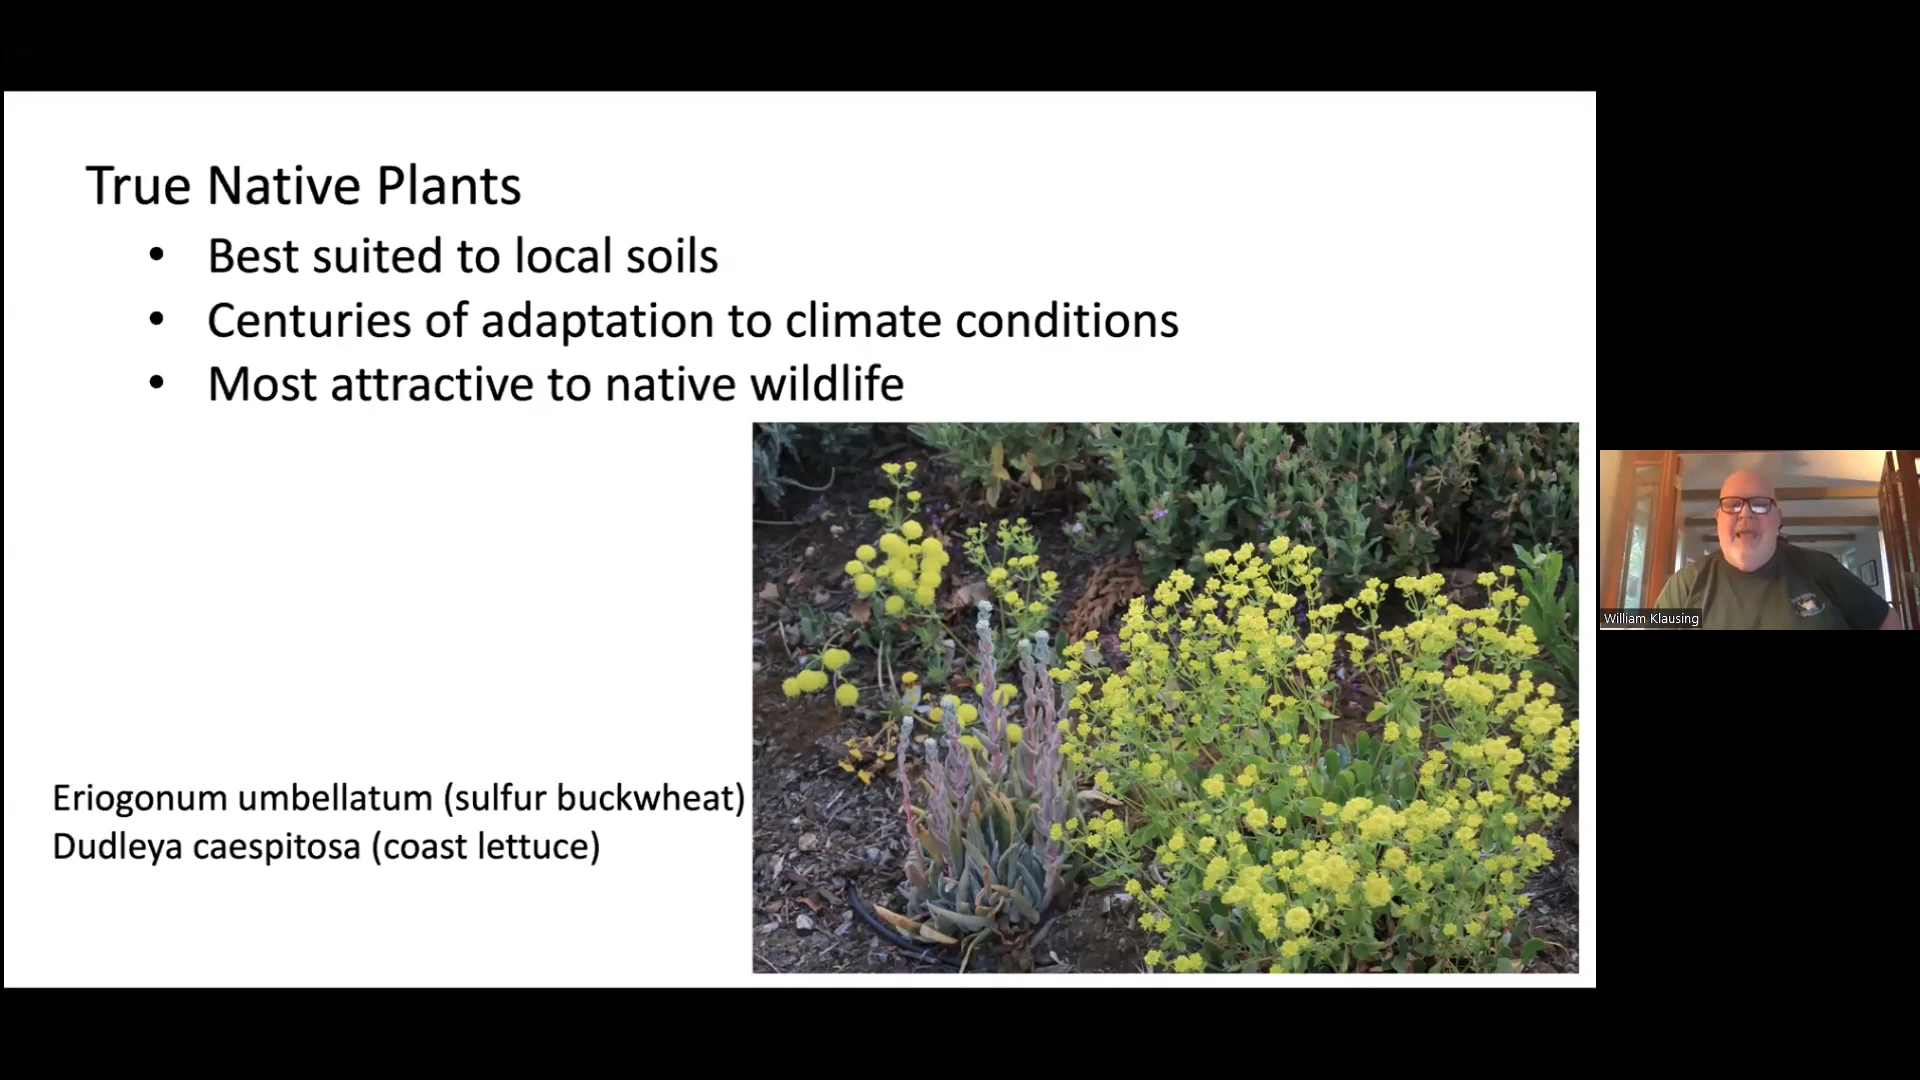 True Native Plants
• Best suited to local soils
• Centuries of adaptation to climate conditions
• Most attractive to native wildlife
Eriogonum umbellatum (sulfur buckwheat)
Dudleya caespitosa (coast lettuce)
William Klausing